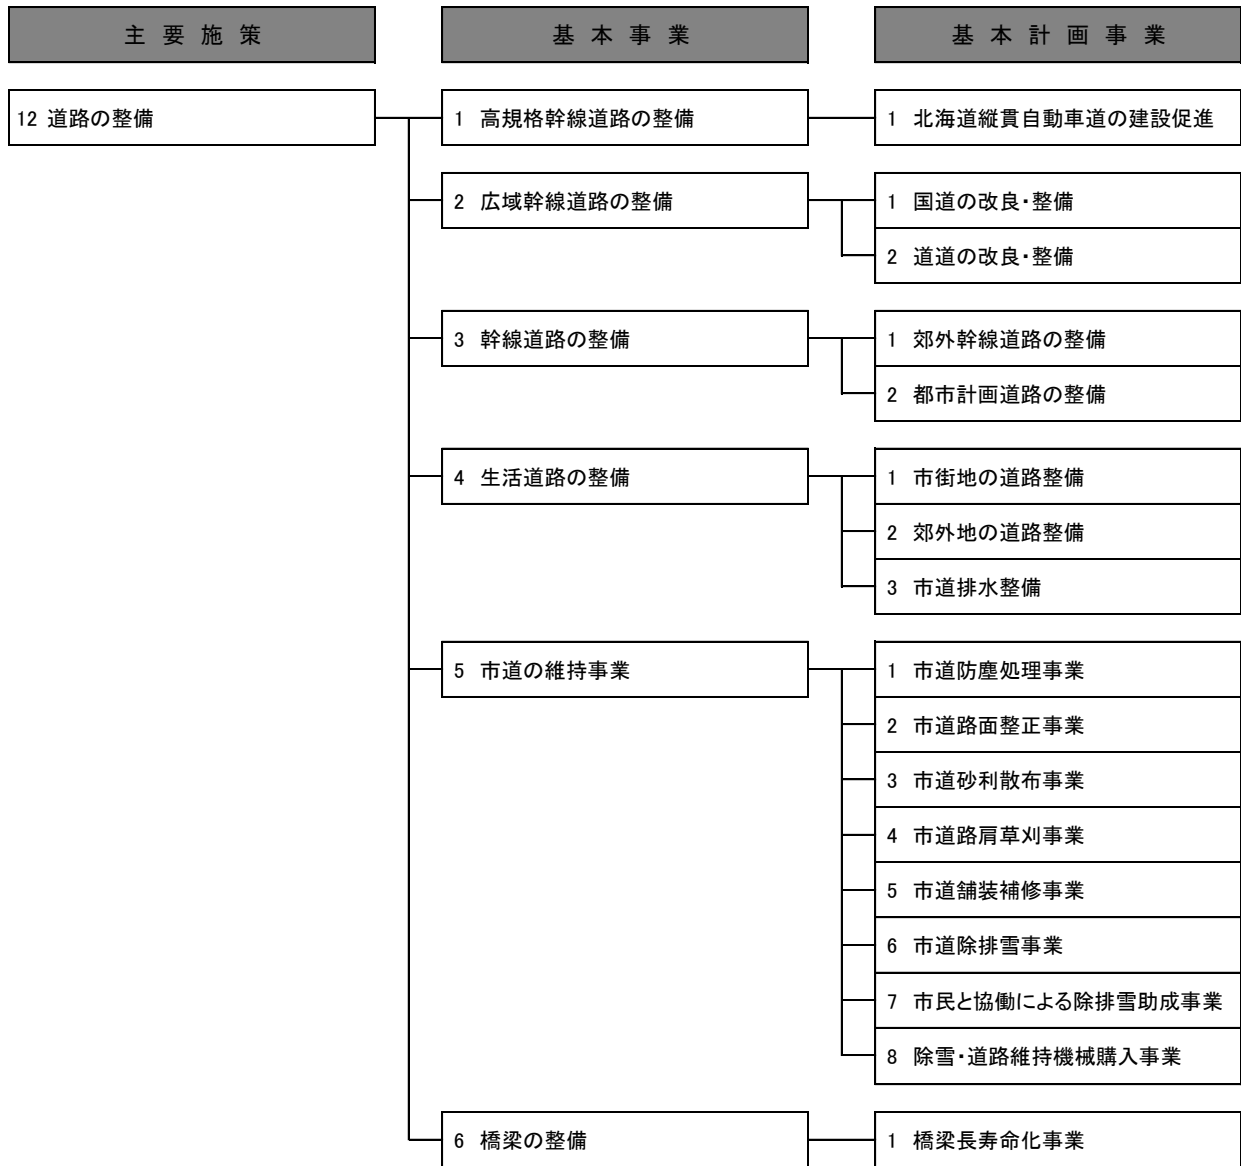 主要施策　基本事業　基本計画事業
12 道路の整備　1 高規格幹線道路の整備　1 北海道縦貫自動車道の建設促進
2 広域幹線道路の整備　1 国道の改良・整備
2 道道の改良・整備
3 幹線道路の整備　1 郊外幹線道路の整備
2 都市計画道路の整備
4 生活道路の整備　1 市街地の道路整備
2 郊外地の道路整備
3 市道排水整備
5 市道の維持事業　1 市道防塵処理事業
2 市道路面整正事業
3 市道砂利散布事業
4 市道路肩草刈事業
5 市道舗装補修事業
6 市道除排雪事業
7 市民と協働による除排雪助成事業
8 除雪・道路維持機械購入事業
6 橋梁の整備　1 橋梁長寿命化事業